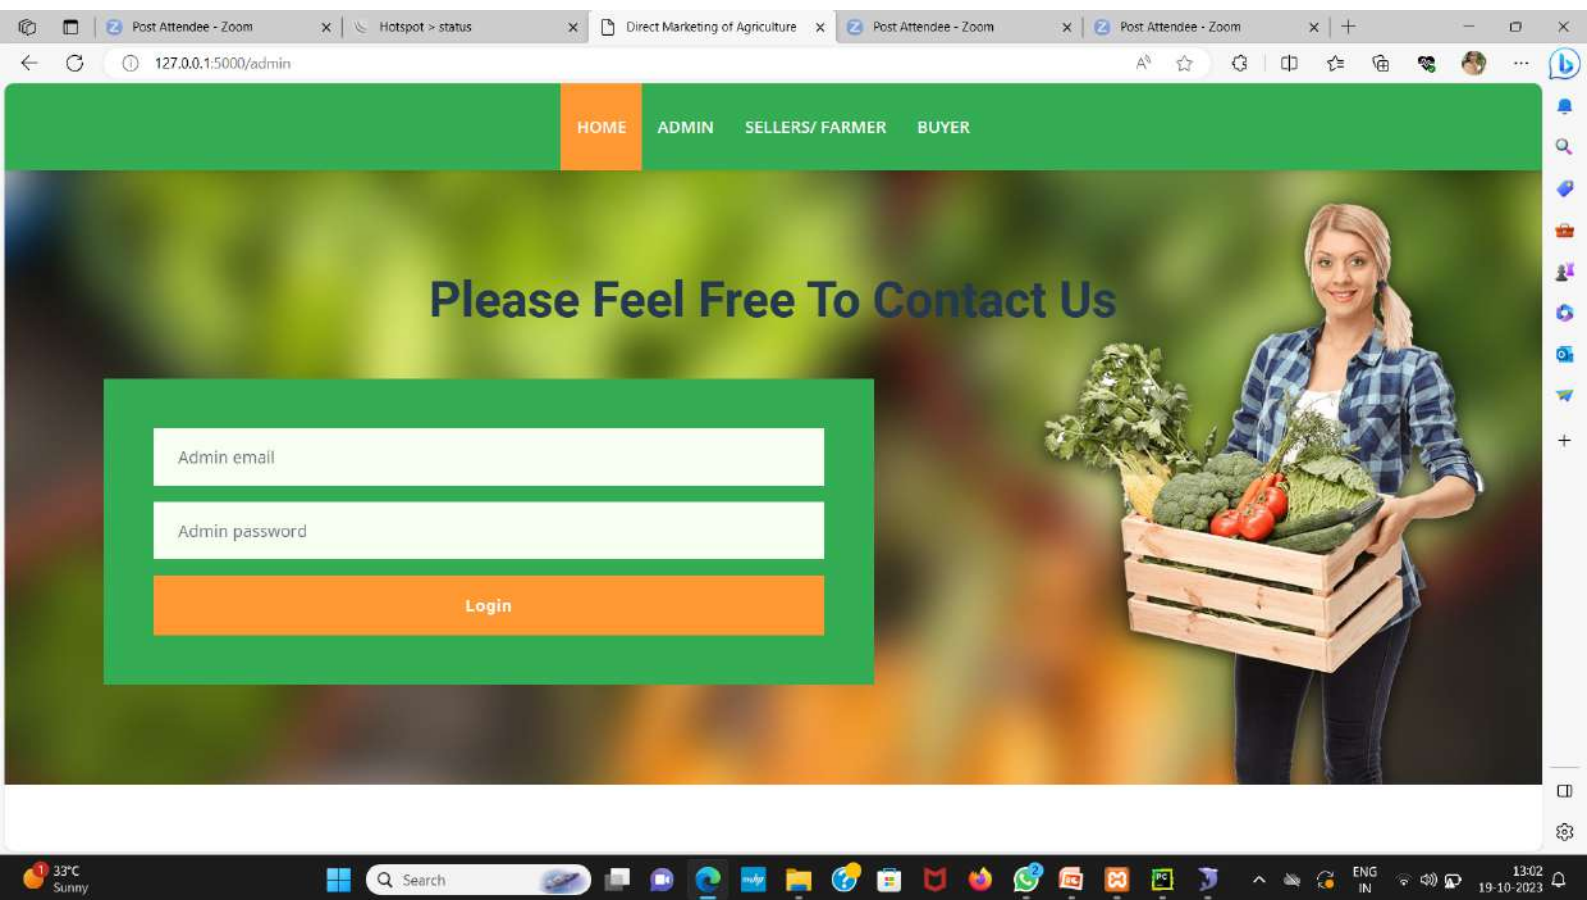 Post Attendee - Zoom
Hotspot > status
Direct Marketing of Agriculture
Post Attendee - Zoom
Post Attendee - Zoom
127.0.0.1:5000/admin
HOME ADMIN SELLERS/ FARMER BUYER
Please Feel Free To Contact Us
Admin email
Admin password
Login
1
33°C
Sunny
Search
2
ENG
IN
13:02
19-10-2023